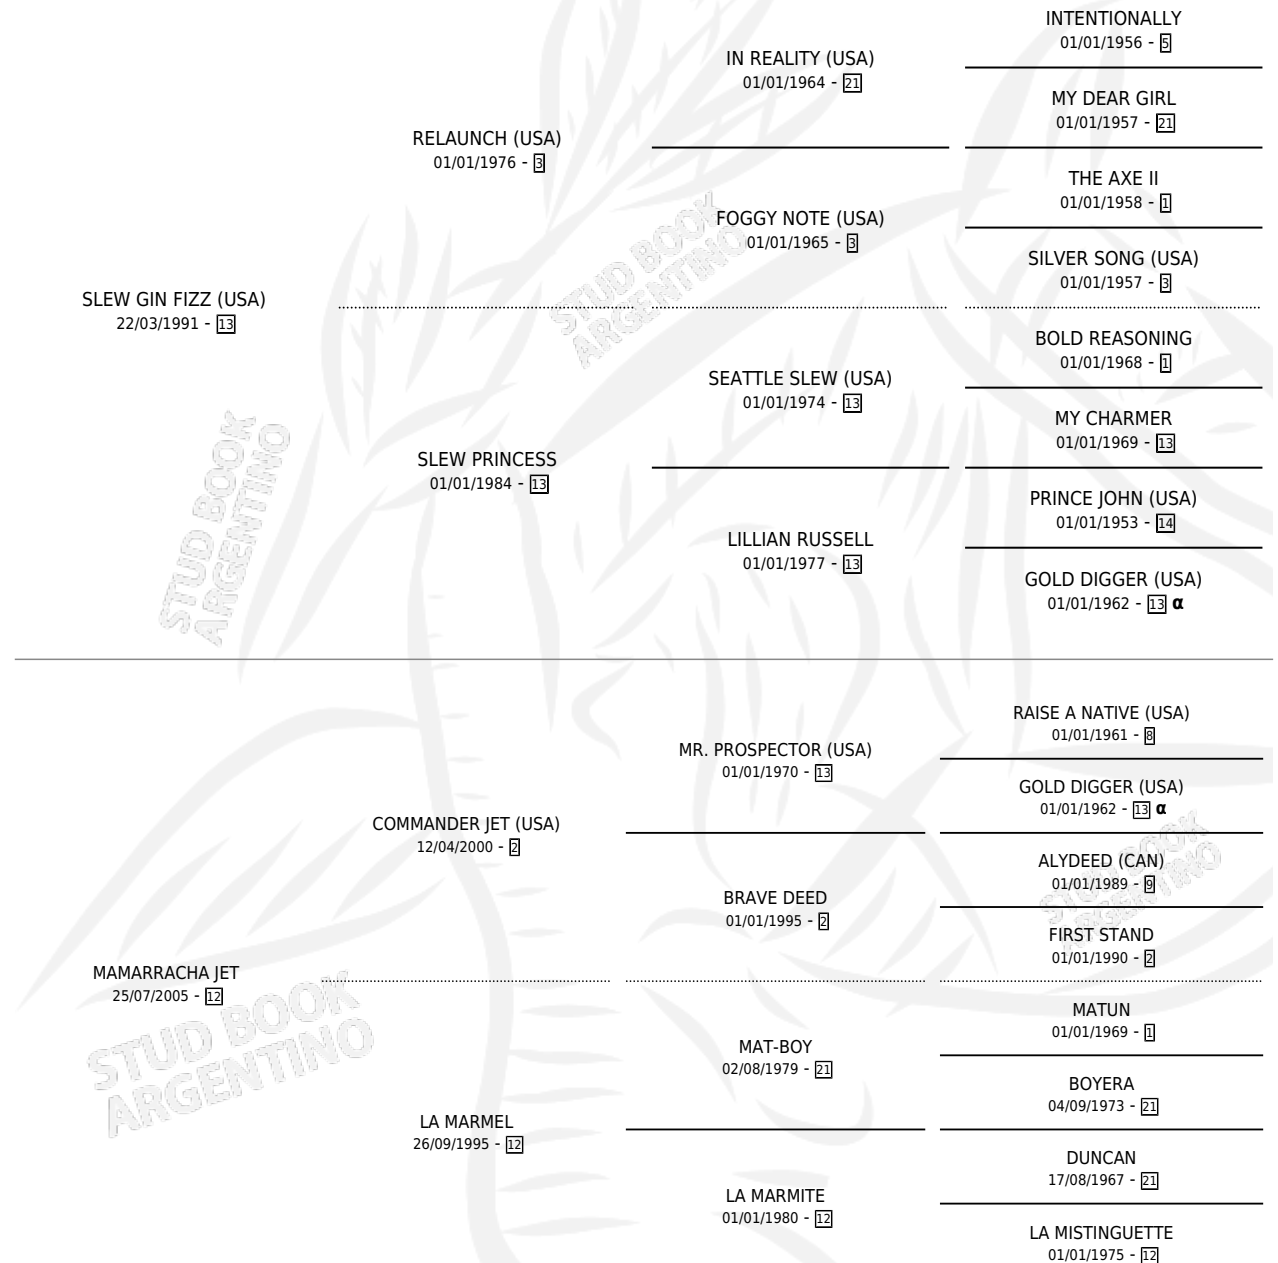 INTENTIONALLY
01/01/1956 - 5
IN REALITY (USA)
01/01/1964 - 21
MY DEAR GIRL
01/01/1957 - 21
RELAUNCH (USA)
01/01/1976 - 3
THE AXE II
01/01/1958 - 1
FOGGY NOTE (USA)
01/01/1965 - 3
SILVER SONG (USA)
01/01/1957 - 3
SLEW GIN FIZZ (USA)
22/03/1991 - 13
BOLD REASONING
01/01/1968 - 1
SEATTLE SLEW (USA)
01/01/1974 - 13
MY CHARMER
01/01/1969 - 13
SLEW PRINCESS
01/01/1984 - 13
PRINCE JOHN (USA)
01/01/1953 - 14
LILLIAN RUSSELL
01/01/1977 - 13
GOLD DIGGER (USA)
01/01/1962 - 13 α
RAISE A NATIVE (USA)
01/01/1961 - 8
MR. PROSPECTOR (USA)
01/01/1970 - 13
GOLD DIGGER (USA)
01/01/1962 - 13 α
COMMANDER JET (USA)
12/04/2000 - 2
ALYDEED (CAN)
01/01/1989 - 9
BRAVE DEED
01/01/1995 - 2
FIRST STAND
01/01/1990 - 2
MAMARRACHA JET
25/07/2005 - 12
MATUN
01/01/1969 - 1
MAT-BOY
02/08/1979 - 21
BOYERA
04/09/1973 - 21
LA MARMEL
26/09/1995 - 12
DUNCAN
17/08/1967 - 21
LA MARMITE
01/01/1980 - 12
LA MISTINGUETTE
01/01/1975 - 12
STUD BOOK
ARGENTINO
STUD BOOK
ARGENTINO
STUD BOOK
ARGENTINO
STUD BOOK
ARGENTINO